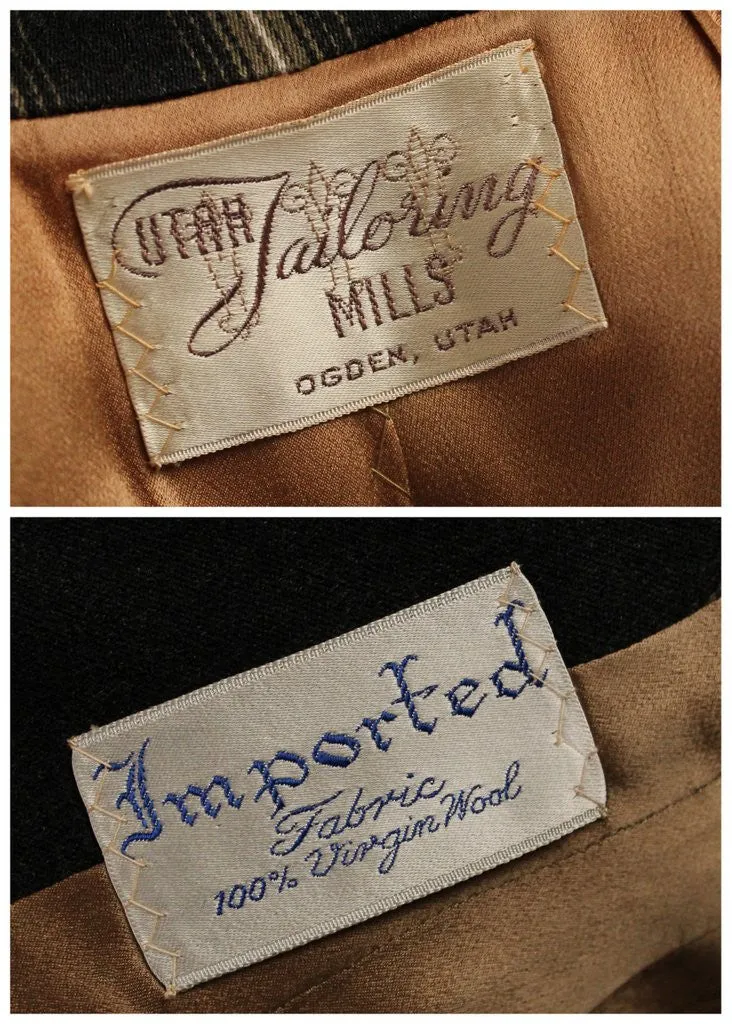 UTAH Tailoring
MILLS
OGDEN, UTAH
Imported
Fabric
100% Virgin Wool